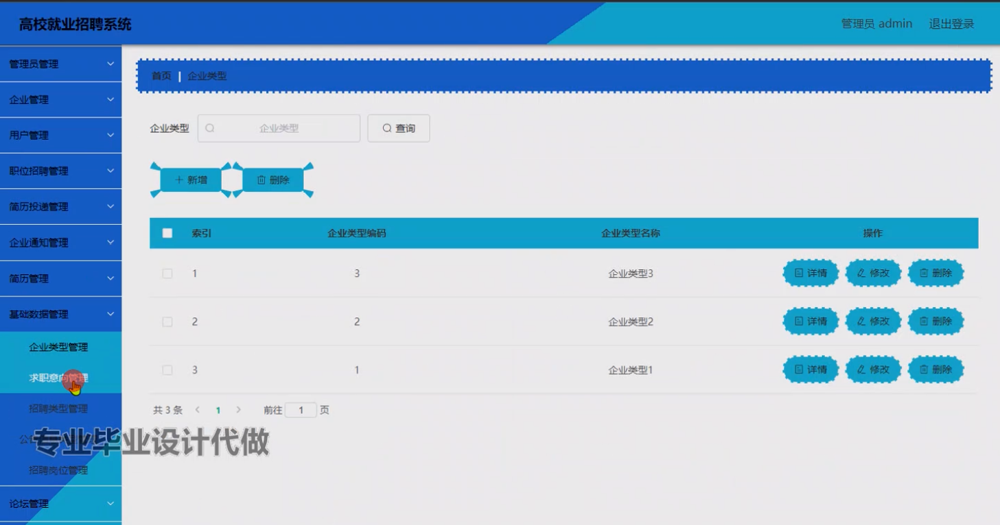 高校就业招聘系统
管理员 admin 退出登录
管理员管理
企业管理
用户管理
职位招聘管理
简历投递管理
企业通知管理
简历管理
基础数据管理
企业类型管理
求职意向管理
招聘类型管理
公告
招聘岗位管理
论坛管理
首页 | 企业类型
企业类型 企业类型 查询
新增 删除
索引 企业类型编码 企业类型名称 操作
1 3 企业类型3 详情 修改 删除
2 2 企业类型2 详情 修改 删除
3 1 企业类型1 详情 修改 删除
共 3 条 < 1 > 前往 1 页
专业毕业设计代做